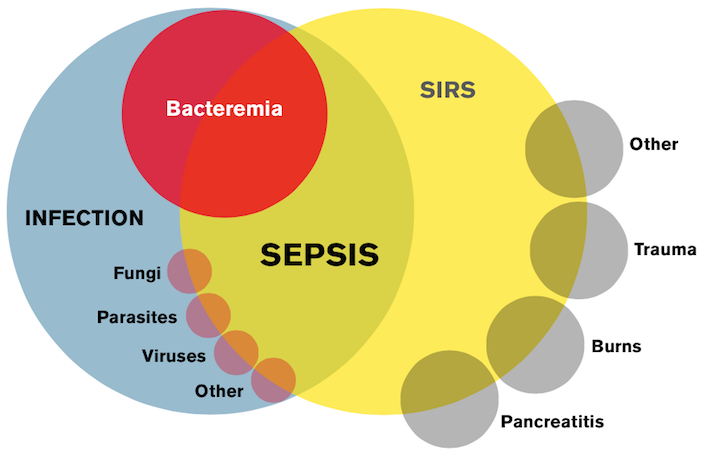 Bacteremia
SIRS
Other
INFECTION
SEPSIS
Trauma
Fungi
Parasites
Viruses
Burns
Other
Pancreatitis